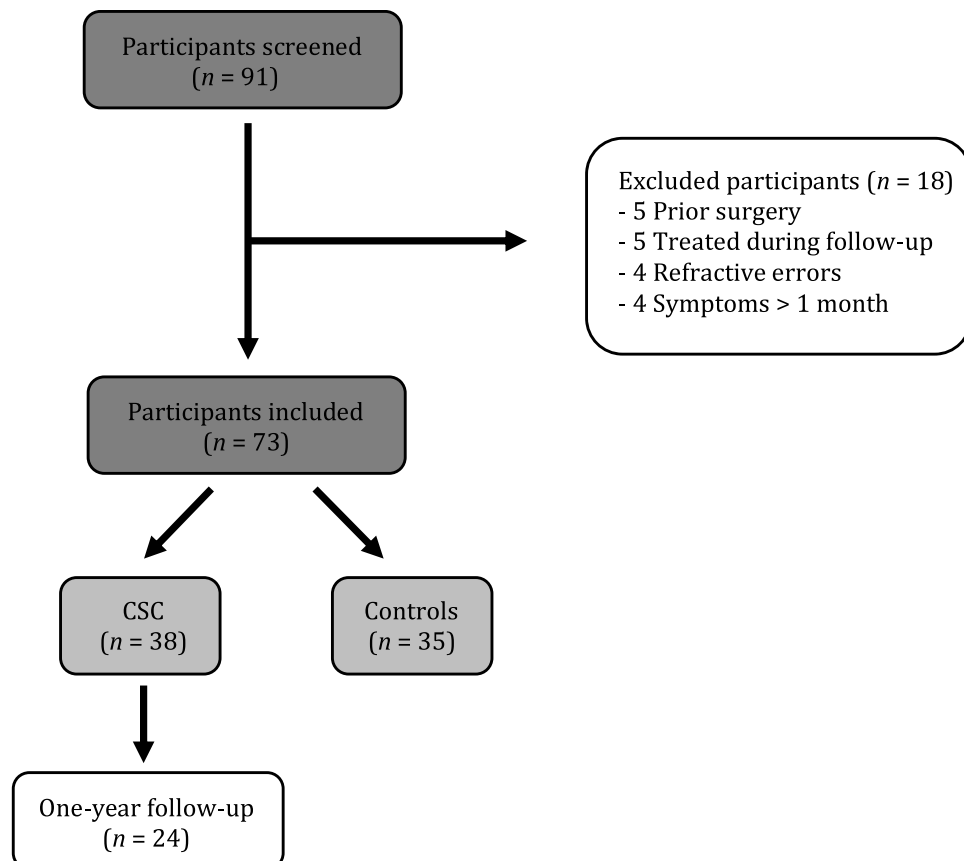 Participants screened
(n = 91)
Excluded participants (n = 18)
- 5 Prior surgery
- 5 Treated during follow-up
- 4 Refractive errors
- 4 Symptoms > 1 month
Participants included
(n = 73)
CSC
(n = 38)
Controls
(n = 35)
One-year follow-up
(n = 24)